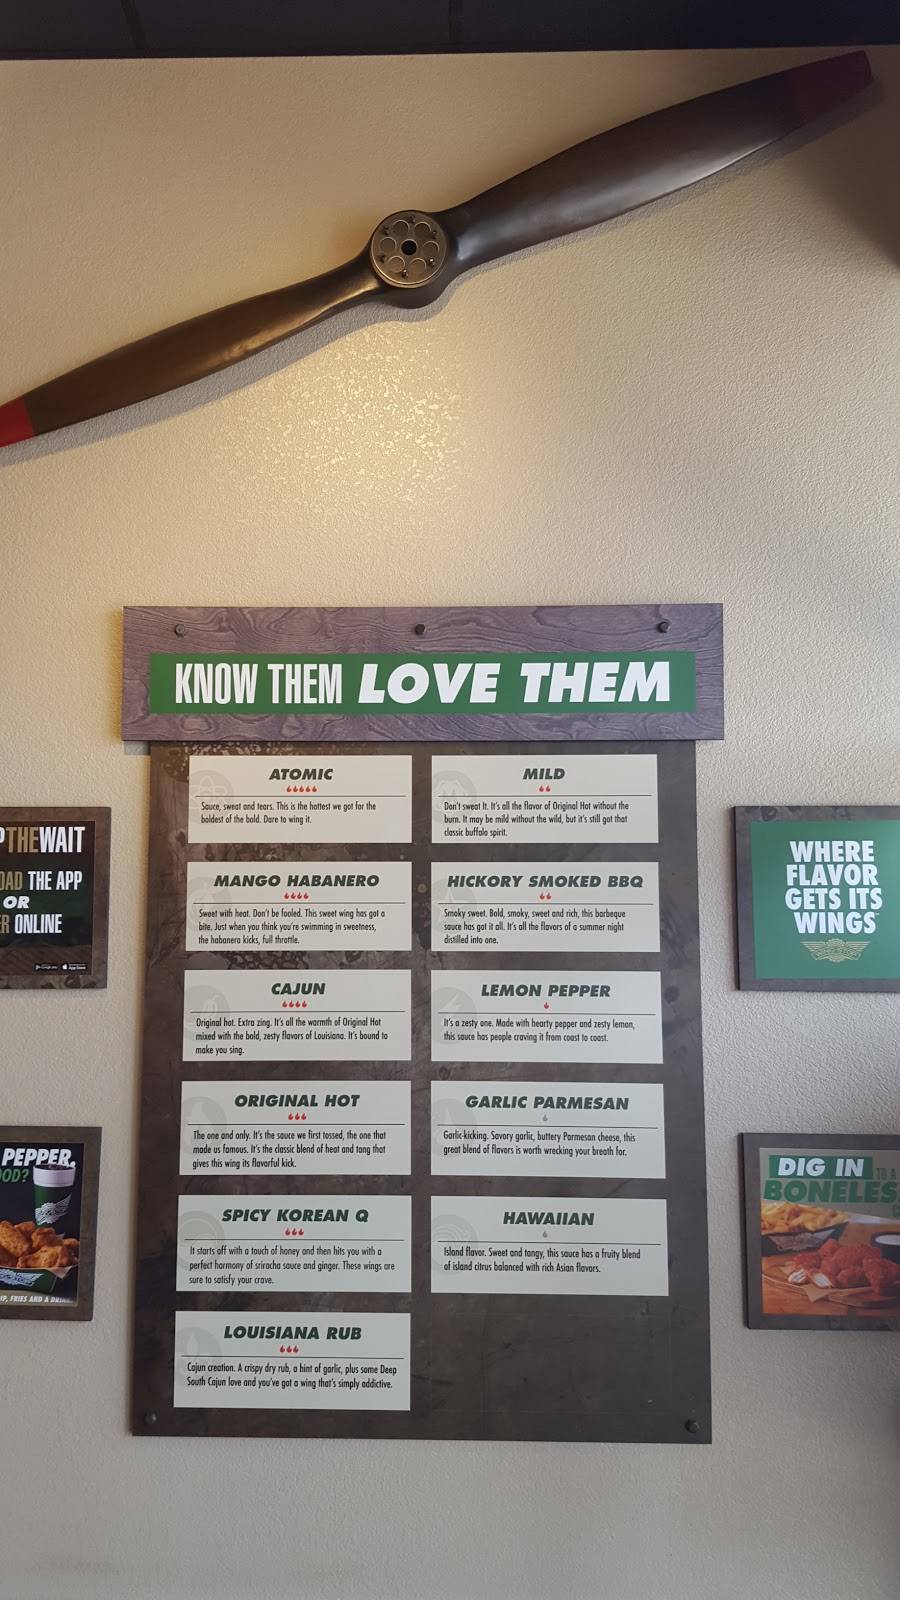 KNOW THEM LOVE THEM
ATOMIC
Sauce, sweat and tears. This is the hottest we got for the
boldest of the bold. Dare to wing it.
MANGO HABANERO
Sweet with heat. Don't be fooled. This sweet wing has got a
bite. Just when you think you're swimming in sweetness,
the habanero kicks, full throttle.
CAJUN
Original hot. Extra zing. It's all the warmth of Original Hot
mixed with the bold, zesty flavors of Louisiana. It's bound to
make you sing.
ORIGINAL HOT
The one and only. It's the sauce we first tossed, the one that
made us famous. It's the classic blend of heat and tang that
gives this wing its flavorful kick.
SPICY KOREAN Q
It starts off with a touch of honey and then hits you with a
perfect harmony of sriracha sauce and ginger. These wings are
sure to satisfy your crave.
LOUISIANA RUB
Cajun creation. A crispy dry rub, a hint of garlic, plus some Deep
South Cajun love and you've got a wing that's simply addictive.
MILD
Don't sweat it. It's all the flavor of Original Hot without the
burn. It may be mild without the wild, but it's still got that
classic buffalo spirit.
HICKORY SMOKED BBQ
Smoky sweet. Bold, smoky, sweet and rich, this barbeque
sauce has got it all. It's all the flavors of a summer night
distilled into one.
LEMON PEPPER
It's a zesty one. Made with hearty pepper and zesty lemon,
this sauce has people craving it from coast to coast.
GARLIC PARMESAN
Garlic-kicking. Savory garlic, buttery Parmesan cheese, this
great blend of flavors is worth wrecking your breath for.
HAWAIIAN
Island flavor. Sweet and tangy, this sauce has a fruity blend
of island citrus balanced with rich Asian flavors.
P THE WAIT
OAD THE APP
OR
ER ONLINE
PEPPER.
OOD?
IP, FRIES AND A DRINK.
WHERE
FLAVOR
GETS ITS
WINGS
DIG IN TO A
BONELES